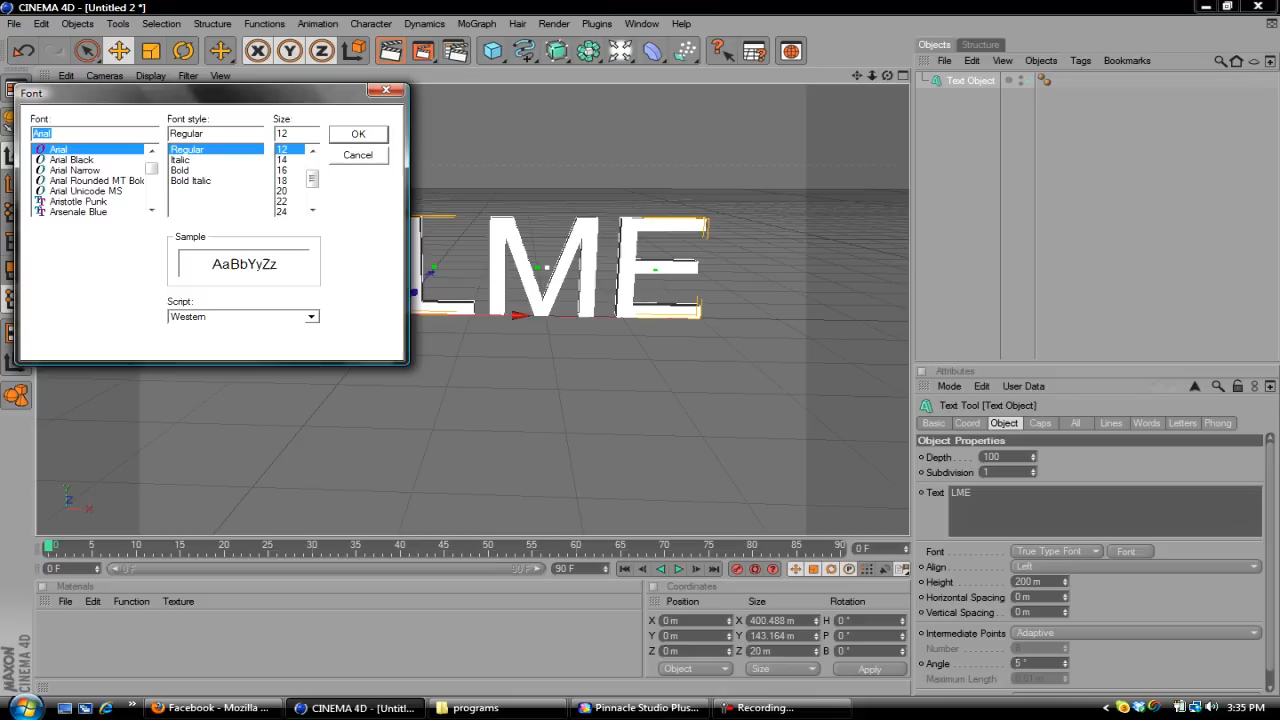 CINEMA 4D - [Untitled 2 *]
File Edit Objects Tools Selection Structure Functions Animation Character Dynamics MoGraph Hair Render Plugins Window Help
X Y Z
Edit Cameras Display Filter View
Font
Font: Font style: Size:
Arial Regular 12 OK
Arial Regular 12
Arial Black Italic 14 Cancel
Arial Narrow Bold 16
Arial Rounded MT Bol Bold Italic 18
Arial Unicode MS 20
Aristotle Punk 22
Arsenale Blue 24
Sample
AaBbYyZz
Script:
Western
L ME
Y
Z X
Objects Structure
File Edit View Objects Tags Bookmarks
Text Object
Attributes
Mode Edit User Data
Text Tool [Text Object]
Basic Coord Object Caps All Lines Words Letters Phong
Object Properties
Depth 100
Subdivision 1
Text LME
Font True Type Font Font
Align Left
Height 200 m
Horizontal Spacing 0 m
Vertical Spacing 0 m
Intermediate Points Adaptive
Number
Angle 5 °
Maximum Length 0.01 m
0 5 10 15 20 25 30 35 40 45 50 55 60 65 70 75 80 85 90 0 F
0 F 0 F 90 F 90 F
Materials
File Edit Function Texture
Coordinates
Position Size Rotation
X 0 m X 400.488 m H 0 °
Y 0 m Y 143.164 m P 0 °
Z 0 m Z 20 m B 0 °
Object Size Apply
MAXON
CINEMA 4D
Facebook - Mozilla ... CINEMA 4D - [Untitl... programs Pinnacle Studio Plus... Recording... 3:35 PM